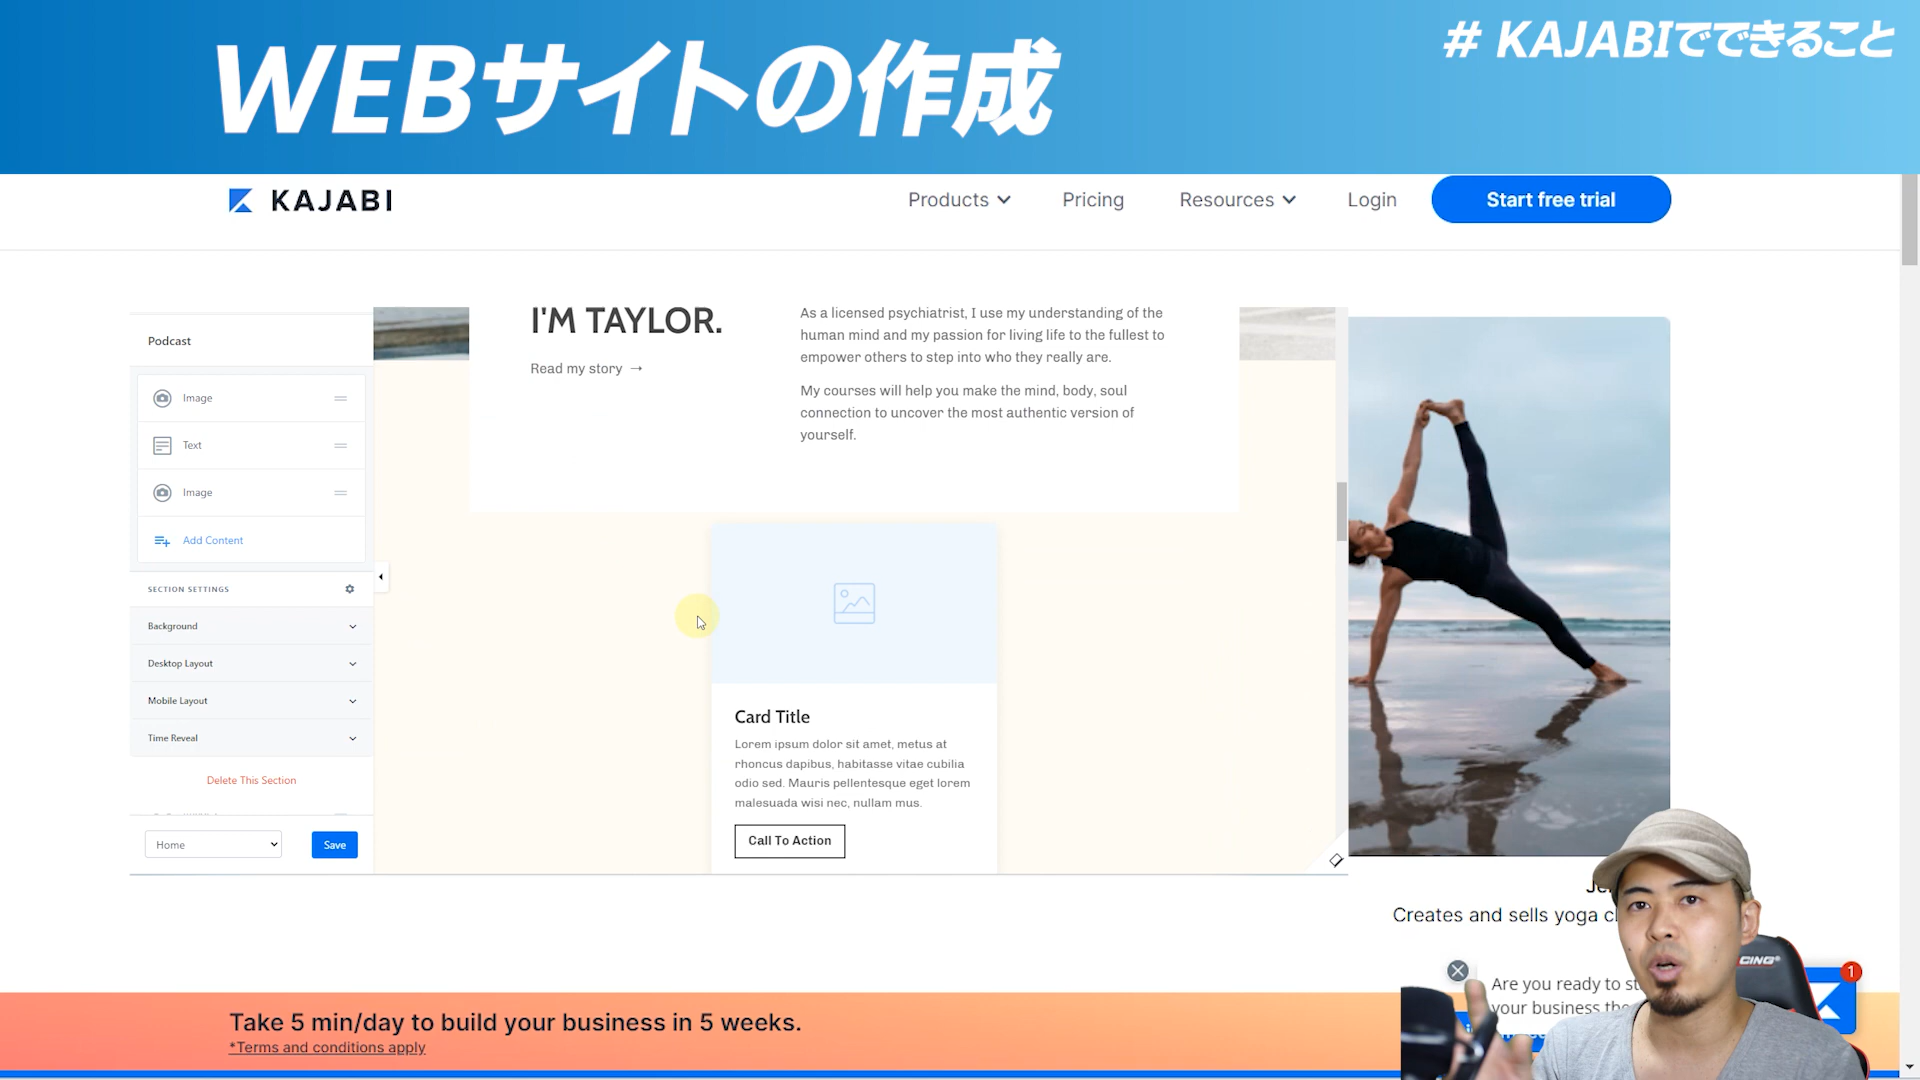 WEBサイトの作成
# KAJABIでできること
KAJABI
Products
Pricing
Resources
Login
Start free trial
Podcast
Image
Text
Image
Add Content
SECTION SETTINGS
Background
Desktop Layout
Mobile Layout
Time Reveal
Delete This Section
Home
Save
I'M TAYLOR.
Read my story →
As a licensed psychiatrist, I use my understanding of the
human mind and my passion for living life to the fullest to
empower others to step into who they really are.
My courses will help you make the mind, body, soul
connection to uncover the most authentic version of
yourself.
Card Title
Lorem ipsum dolor sit amet, metus at
rhoncus dapibus, habitasse vitae cubilia
odio sed. Mauris pellentesque eget lorem
malesuada wisi nec, nullam mus.
Call To Action
Creates and sells yoga
Are you ready to
your business
1
Take 5 min/day to build your business in 5 weeks.
*Terms and conditions apply